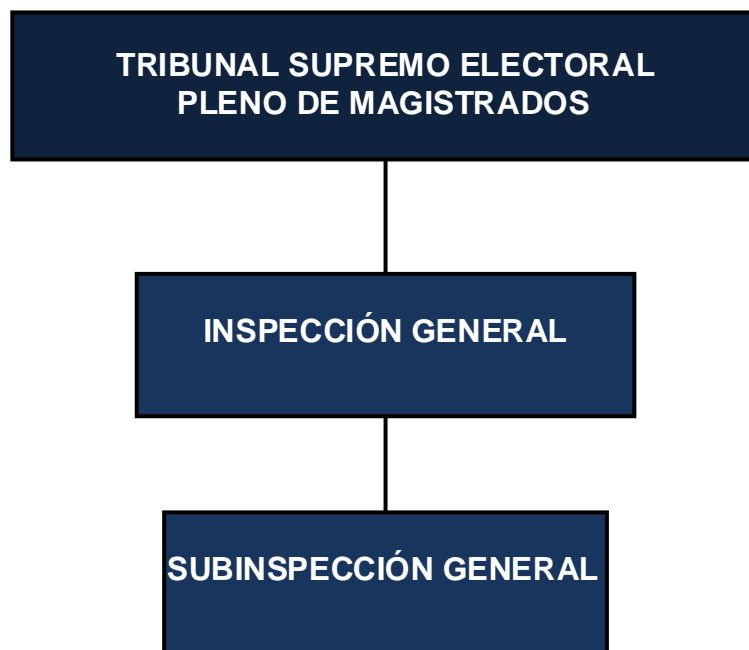 TRIBUNAL SUPREMO ELECTORAL
PLENO DE MAGISTRADOS
INSPECCIÓN GENERAL
SUBINSPECCIÓN GENERAL